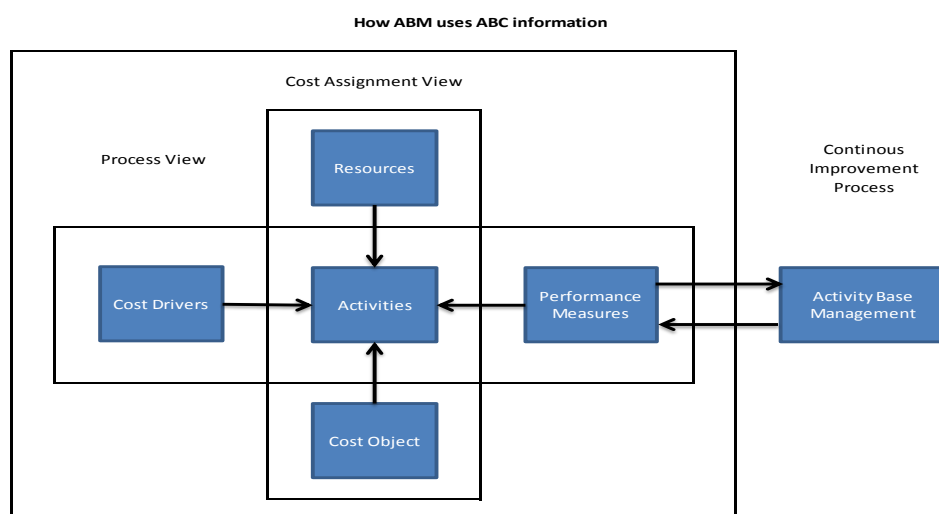 How ABM uses ABC information
Cost Assignment View
Process View
Resources
Continous
Improvement
Process
Cost Drivers
Activities
Performance
Measures
Activity Base
Management
Cost Object